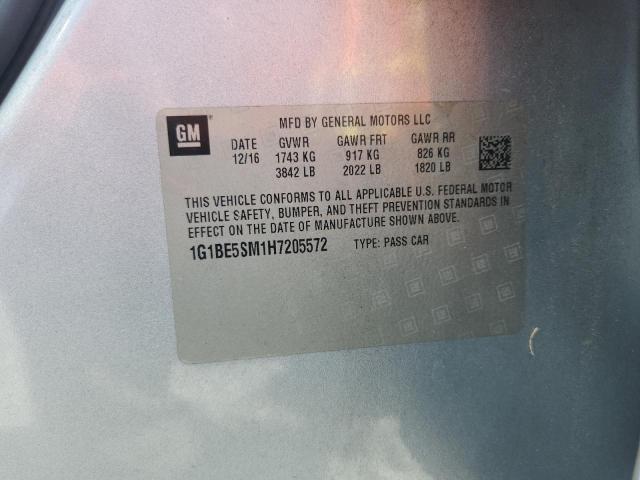 GM
MFD BY GENERAL MOTORS LLC
DATE GVWR GAWR FRT GAWR RR
12/16 1743 KG 917 KG 826 KG
3842 LB 2022 LB 1820 LB
THIS VEHICLE CONFORMS TO ALL APPLICABLE U.S. FEDERAL MOTOR
VEHICLE SAFETY, BUMPER, AND THEFT PREVENTION STANDARDS IN
EFFECT ON THE DATE OF MANUFACTURE SHOWN ABOVE.
1G1BE5SM1H7205572 TYPE: PASS CAR